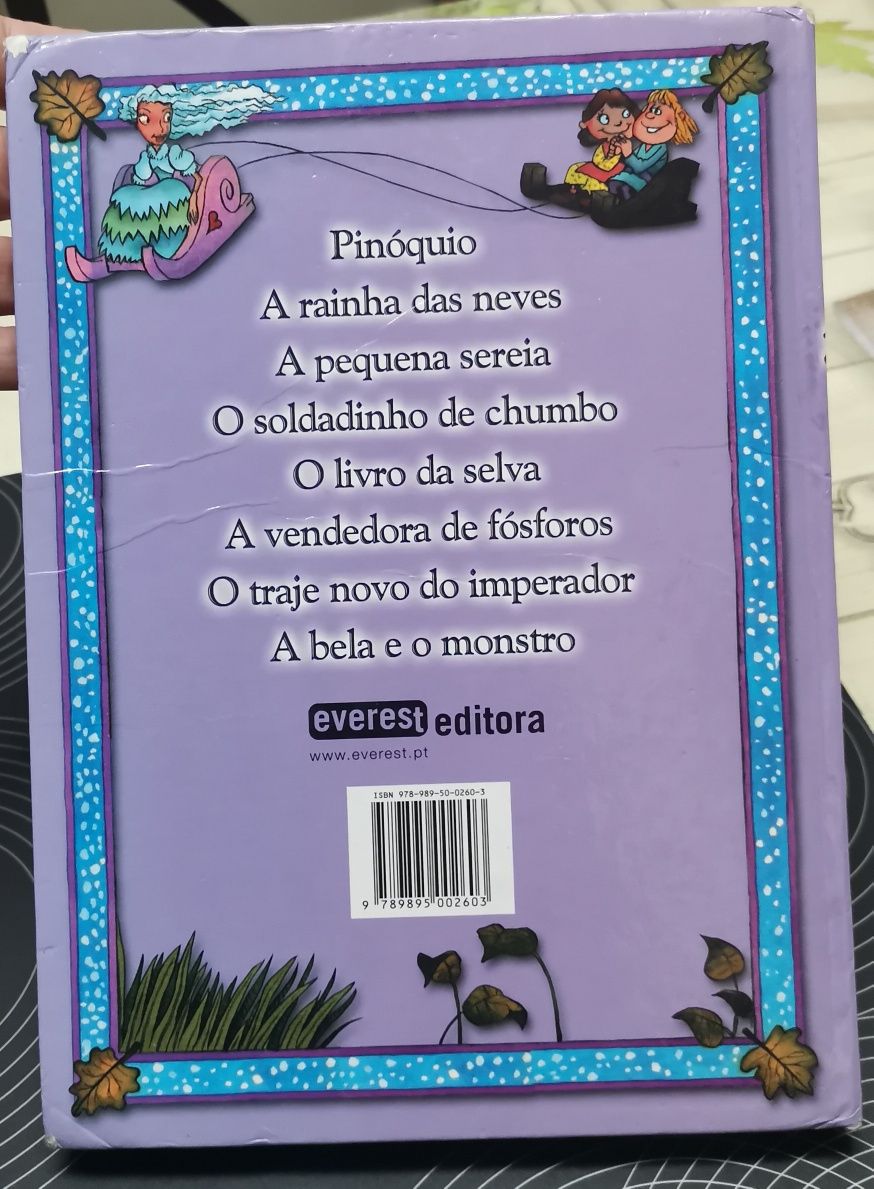 Pinóquio
A rainha das neves
A pequena sereia
O soldadinho de chumbo
O livro da selva
A vendedora de fósforos
O traje novo do imperador
A bela e o monstro
everest editora
www.everest.pt
ISBN 978-989-50-0260-3
9 789895 002603